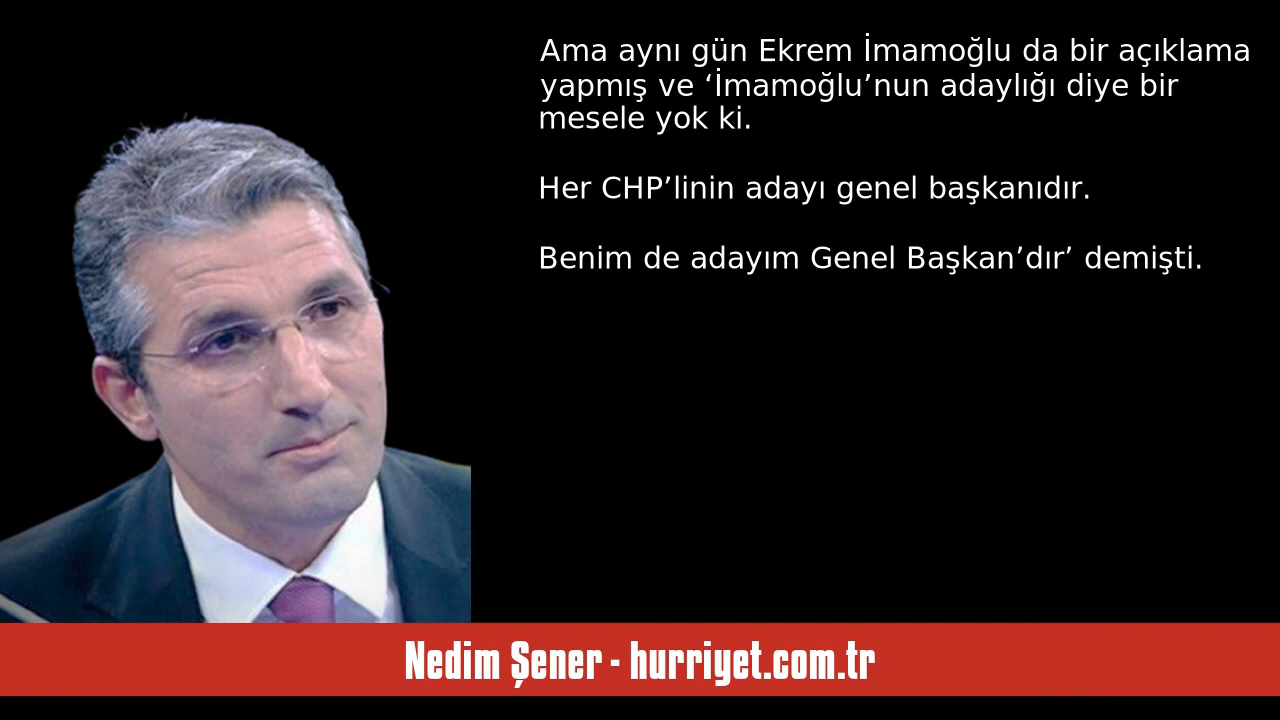 Ama aynı gün Ekrem İmamoğlu da bir açıklama
yapmış ve ‘İmamoğlu’nun adaylığı diye bir
mesele yok ki.
Her CHP’linin adayı genel başkanıdır.
Benim de adayım Genel Başkan’dır’ demişti.
Nedim Şener - hurriyet.com.tr